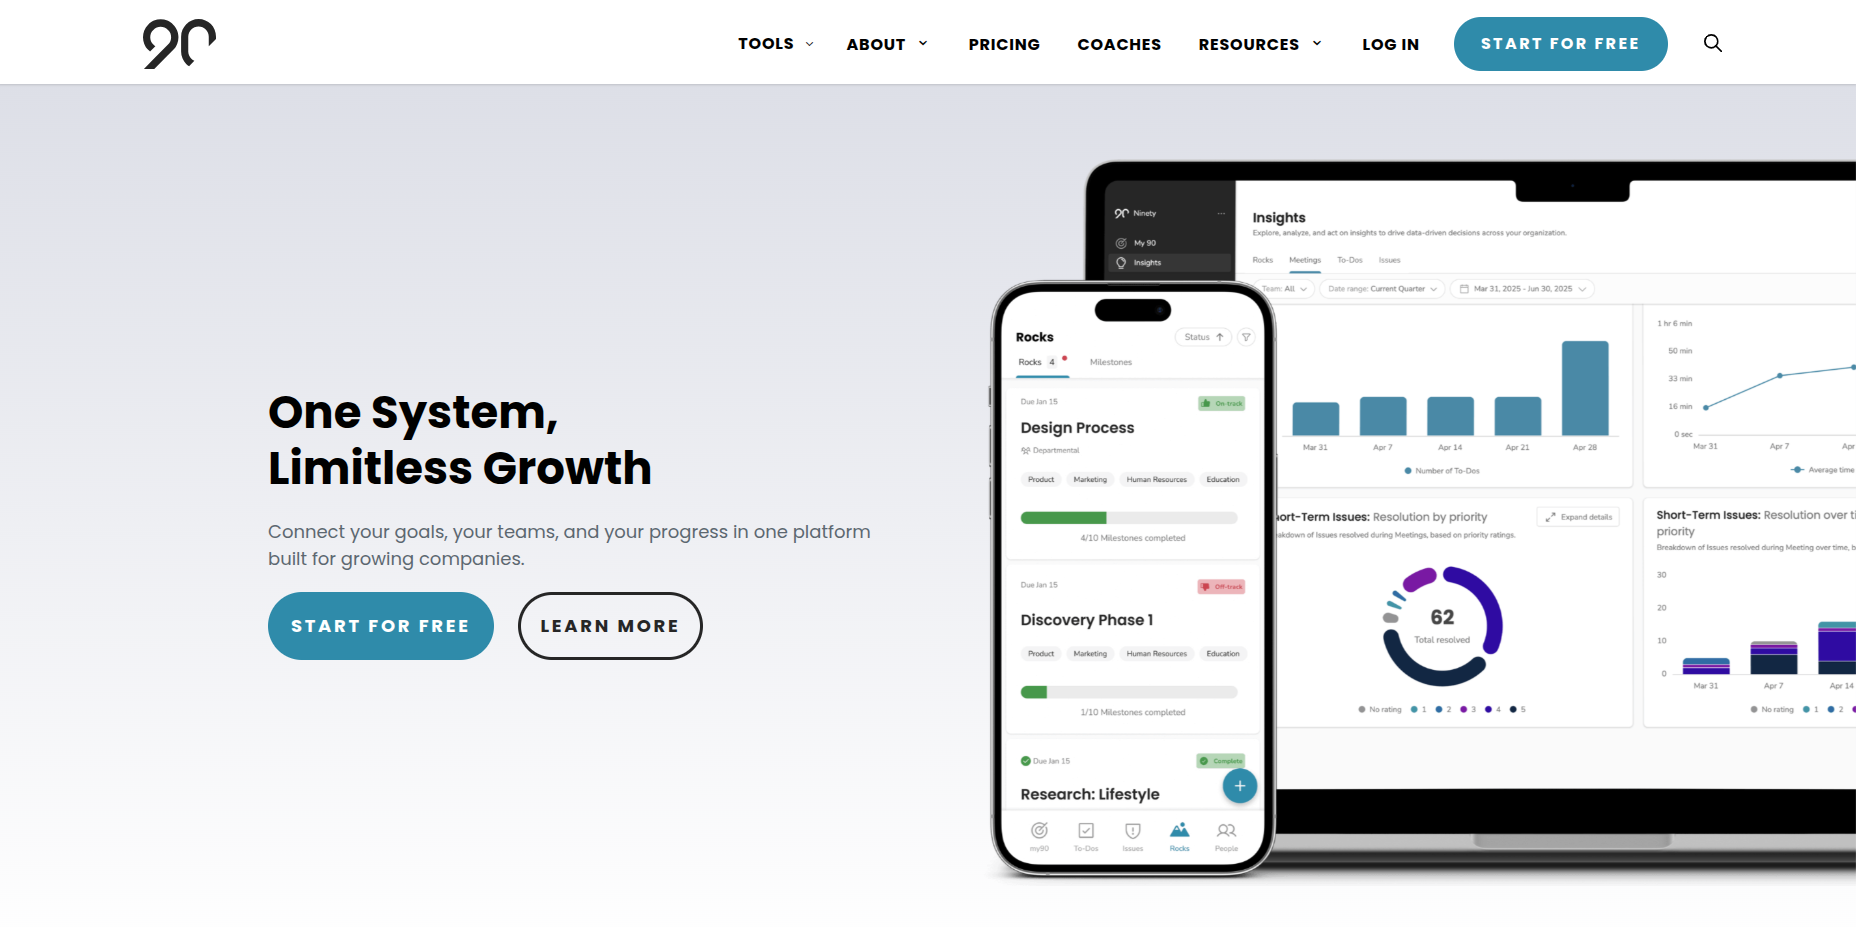 90
TOOLS
ABOUT
PRICING
COACHES
RESOURCES
LOG IN
START FOR FREE
One System,
Limitless Growth
Connect your goals, your teams, and your progress in one platform
built for growing companies.
START FOR FREE
LEARN MORE
90 Ninety
My 90
Insights
Insights
Explore, analyze, and act on insights to drive data-driven decisions across your organization.
Rocks Meetings To-Dos Issues
Team: All
Date range: Current Quarter
Mar 31, 2025 - Jun 30, 2025
Mar 31 Apr 7 Apr 14 Apr 21 Apr 28
Number of To-Dos
1 hr 6 min
50 min
33 min
16 min
0 sec
Mar 31 Apr 7 Apr
Average time
ort-Term Issues: Resolution by priority
Expand details
akdown of Issues resolved during Meetings, based on priority ratings.
62
Total resolved
No rating 1 2 3 4 5
Short-Term Issues: Resolution over ti
priority
Breakdown of Issues resolved during Meeting over time, b
30
20
10
0
Mar 31 Apr 7 Apr 14
No rating 1 2
Rocks
Status
Rocks 4 Milestones
Due Jan 15 On-track
Design Process
Departmental
Product Marketing Human Resources Education
4/10 Milestones completed
Due Jan 15 Off-track
Discovery Phase 1
Product Marketing Human Resources Education
1/10 Milestones completed
Due Jan 15 Complete
Research: Lifestyle
my90 To-Dos Issues Rocks People